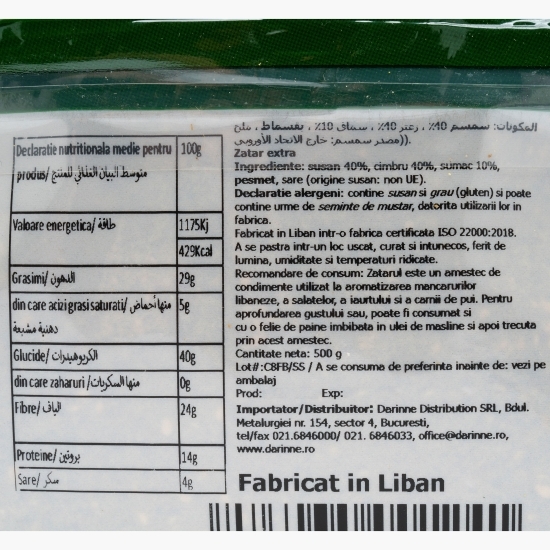 Declaratie nutritionala medie pentru 100g
produs/ متوسط البيان الغذائي للمنتج
Valoare energetica/ طاقة 1175Kj
429Kcal
Grasimi/ الدهون 29g
din care acizi grasi saturati/ منها أحماض 5g
دهنية مشبعة
Glucide/ الكربوهيدرات 40g
din care zaharuri/ منها السكريات 0g
Fibre/ الياف 24g
Proteine/ بروتين 14g
Sare/ سكر 4g
المكونات: سمسم 40٪ ، زعتر 40٪ ، سماق 10٪ ، بقسماط ، ملح
((مصدر سمسم: خارج الاتحاد الأوروبي).
Zatar extra
Ingrediente: susan 40%, cimbru 40%, sumac 10%,
pesmet, sare (origine susan: non UE).
Declaratie alergeni: contine susan si grau (gluten) si poate
contine urme de seminte de mustar, datorita utilizarii lor in
fabrica.
Fabricat in Liban intr-o fabrica certificata ISO 22000:2018.
A se pastra intr-un loc uscat, curat si intunecos, ferit de
lumina, umiditate si temperaturi ridicate.
Recomandare de consum: Zatarul este un amestec de
condimente utilizat la aromatizarea mancarurilor
libaneze, a salatelor, a iaurtului si a carnii de pui. Pentru
aprofundarea gustului sau, poate fi consumat si
cu o felie de paine imbibata in ulei de masline si apoi trecuta
prin acest amestec.
Cantitate neta: 500 g
Lot#:C8FB/SS / A se consuma de preferinta inainte de: vezi pe
ambalaj
Prod: Exp:
Importator/Distribuitor: Darinne Distribution SRL, Bdul.
Metalurgiei nr. 154, sector 4, Bucuresti,
tel/fax 021.6846000/ 021. 6846033, office@darinne.ro,
www.darinne.ro
Fabricat in Liban